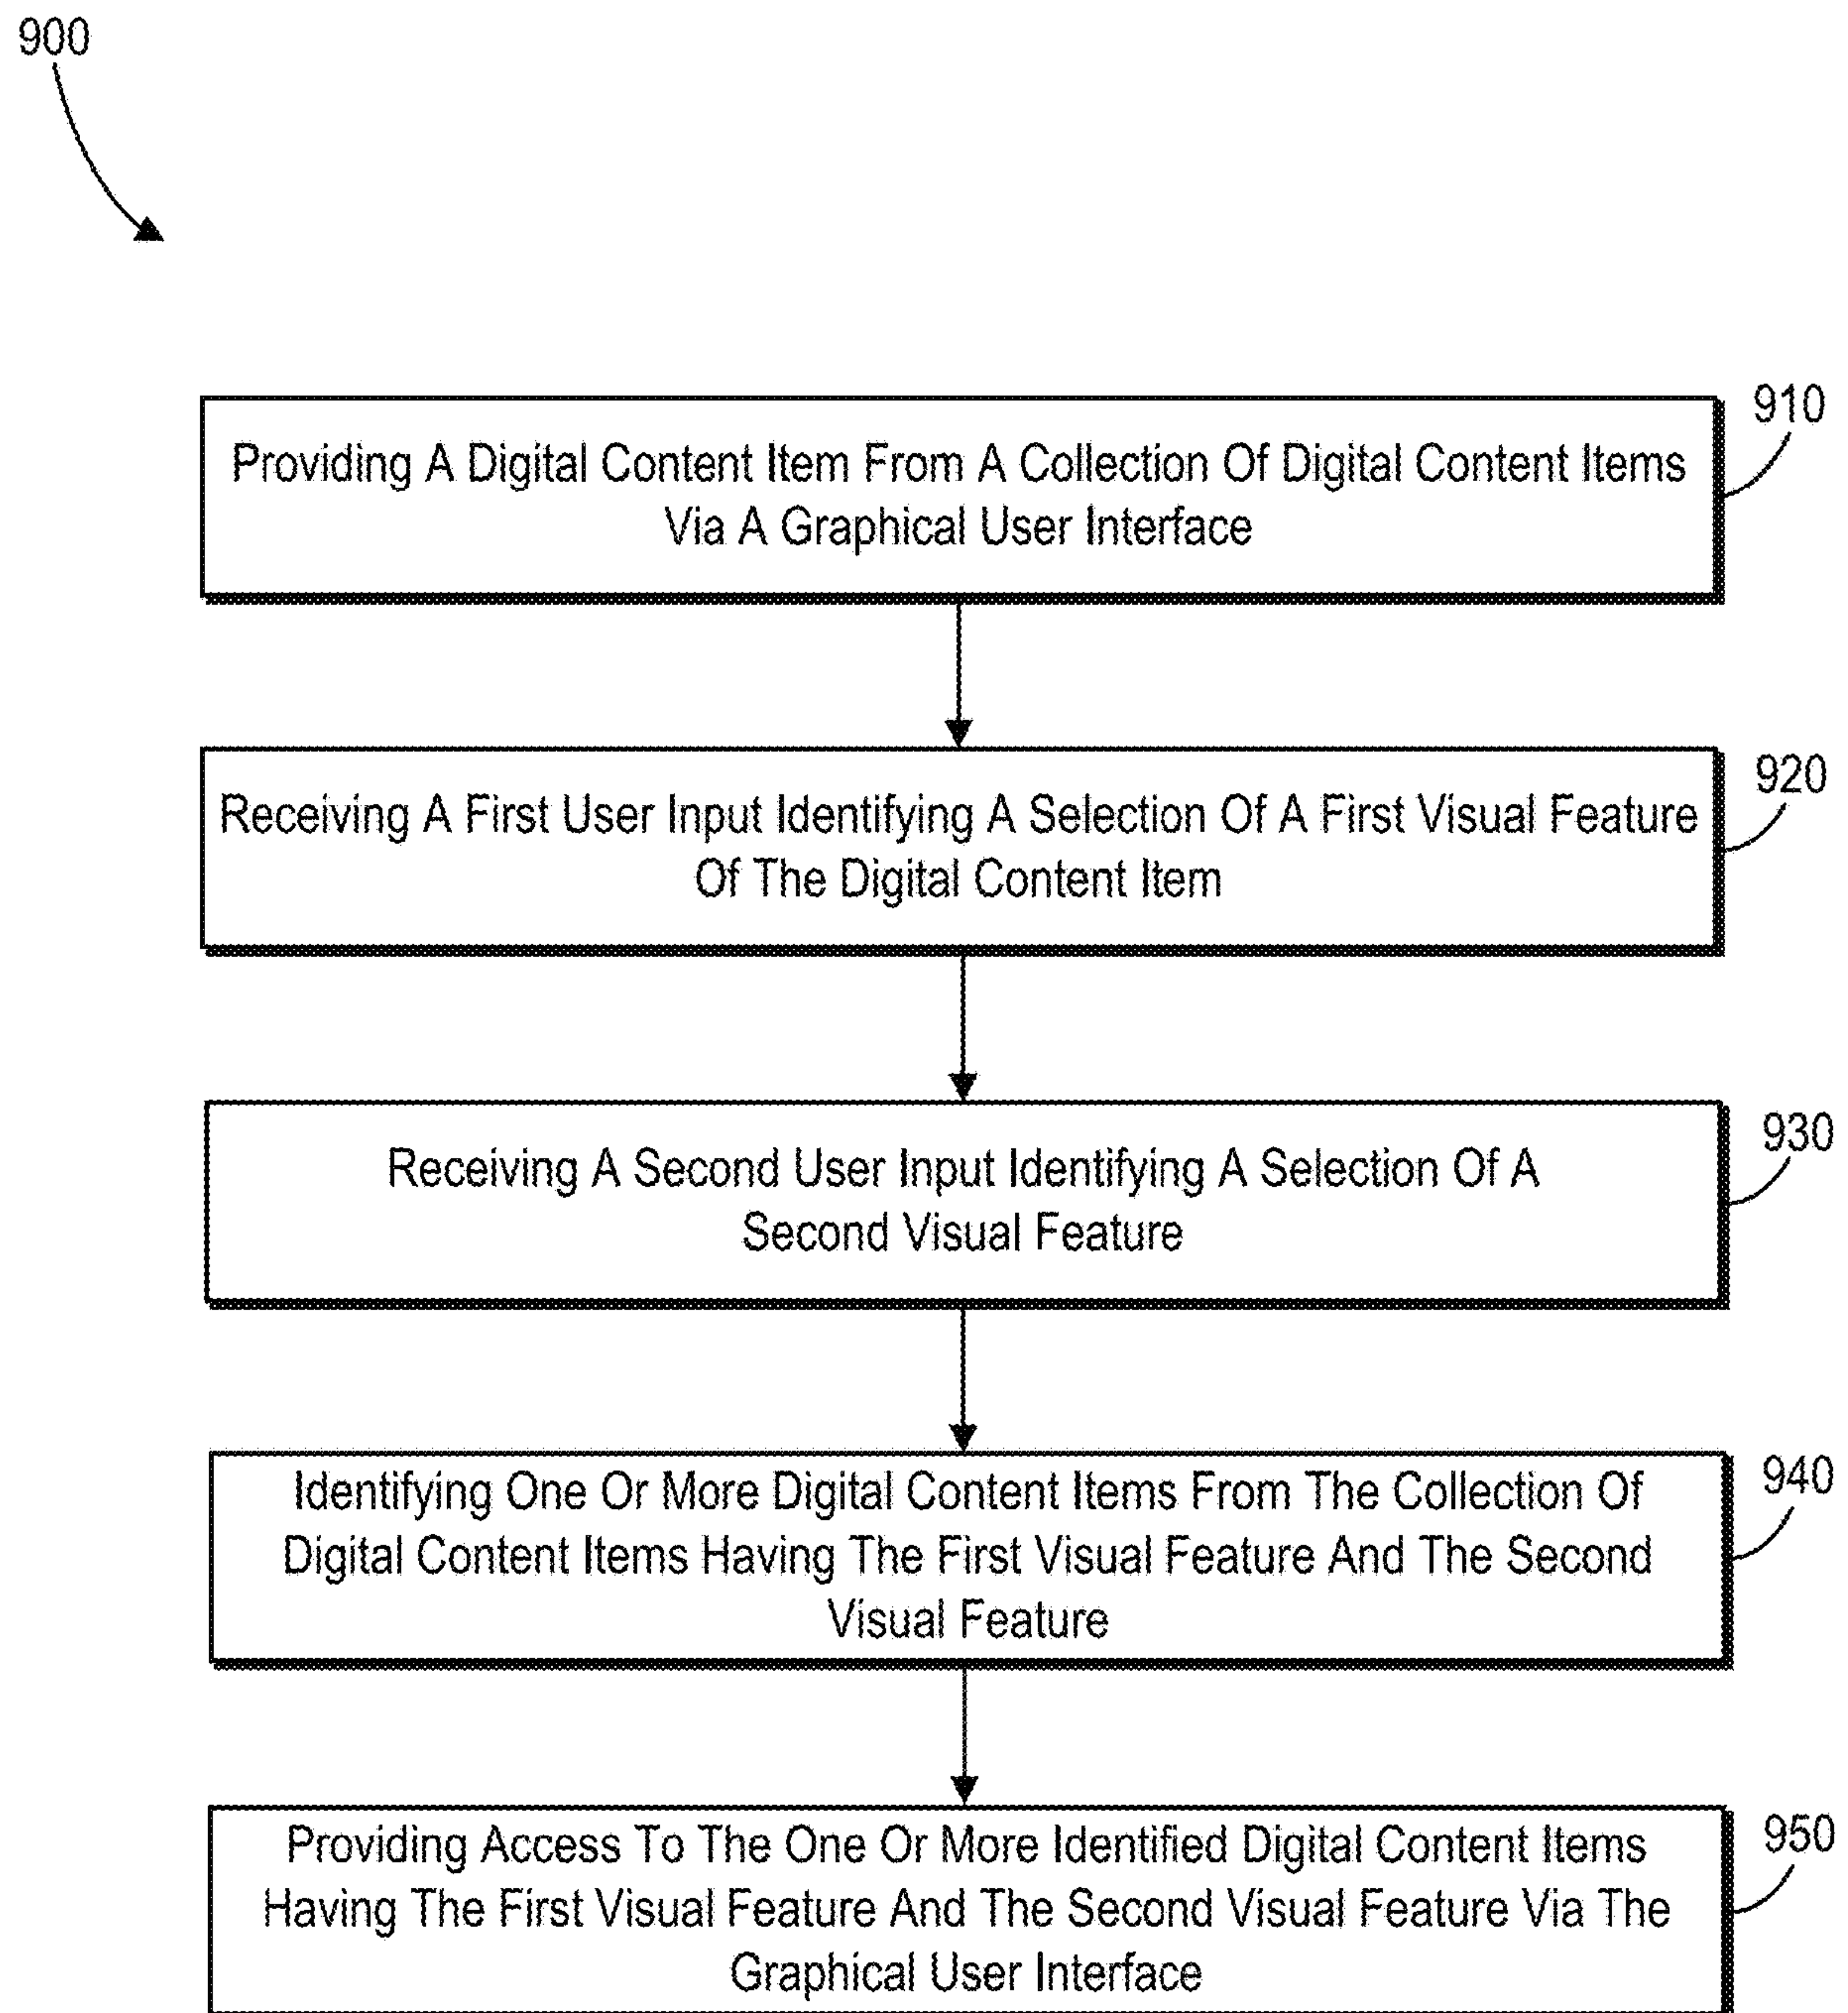 900
910
Providing A Digital Content Item From A Collection Of Digital Content Items
Via A Graphical User Interface
920
Receiving A First User Input Identifying A Selection Of A First Visual Feature
Of The Digital Content Item
930
Receiving A Second User Input Identifying A Selection Of A
Second Visual Feature
940
Identifying One Or More Digital Content Items From The Collection Of
Digital Content Items Having The First Visual Feature And The Second
Visual Feature
950
Providing Access To The One Or More Identified Digital Content Items
Having The First Visual Feature And The Second Visual Feature Via The
Graphical User Interface